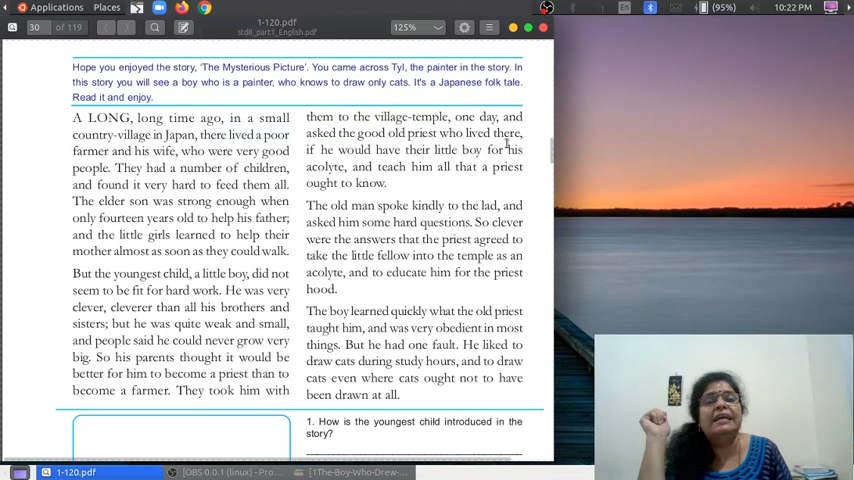 Applications
Places
En
(95%)
10:22 PM
30
of 119
1-120.pdf
std8_part1_English.pdf
125%
Hope you enjoyed the story, ‘The Mysterious Picture’. You came across Tyl, the painter in the story. In
this story you will see a boy who is a painter, who knows to draw only cats. It's a Japanese folk tale.
Read it and enjoy.
A LONG, long time ago, in a small
country-village in Japan, there lived a poor
farmer and his wife, who were very good
people. They had a number of children,
and found it very hard to feed them all.
The elder son was strong enough when
only fourteen years old to help his father;
and the little girls learned to help their
mother almost as soon as they could walk.
But the youngest child, a little boy, did not
seem to be fit for hard work. He was very
clever, cleverer than all his brothers and
sisters; but he was quite weak and small,
and people said he could never grow very
big. So his parents thought it would be
better for him to become a priest than to
become a farmer. They took him with
them to the village-temple, one day, and
asked the good old priest who lived there,
if he would have their little boy for his
acolyte, and teach him all that a priest
ought to know.
The old man spoke kindly to the lad, and
asked him some hard questions. So clever
were the answers that the priest agreed to
take the little fellow into the temple as an
acolyte, and to educate him for the priest
hood.
The boy learned quickly what the old priest
taught him, and was very obedient in most
things. But he had one fault. He liked to
draw cats during study hours, and to draw
cats even where cats ought not to have
been drawn at all.
1. How is the youngest child introduced in the
story?
1-120.pdf
[OBS 0.0.1 (linux) - Pro...
[1The-Boy-Who-Drew-...